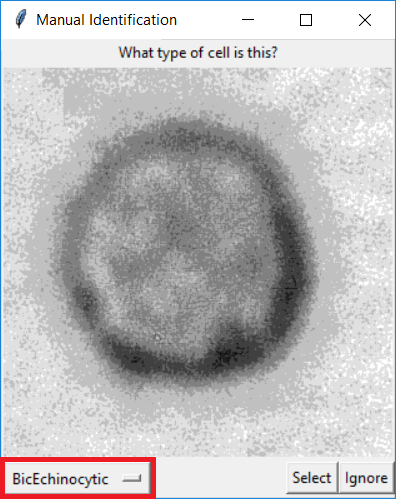 Manual Identification
What type of cell is this?
BicEchinocytic
Select
Ignore